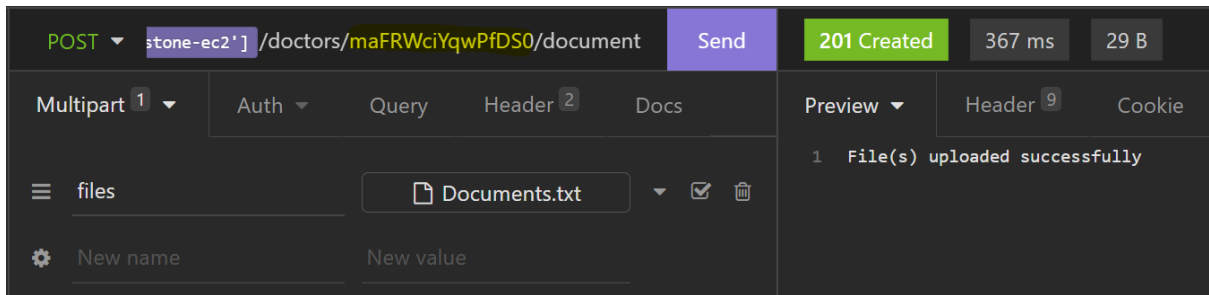 POST stone-ec2'] /doctors/maFRWciYqwPfDS0/document Send 201 Created 367 ms 29 B
Multipart 1 Auth Query Header 2 Docs Preview Header 9 Cookie
1 File(s) uploaded successfully
files Documents.txt
New name New value